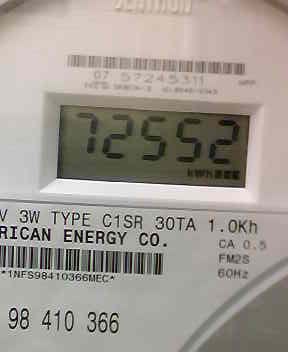 07 57245311
72552
kWh
V 3W TYPE C1SR 30TA 1.0Kh
RICAN ENERGY CO.
CA 0.5
FM2S
*1NFS98410366MEC*
60Hz
98 410 366